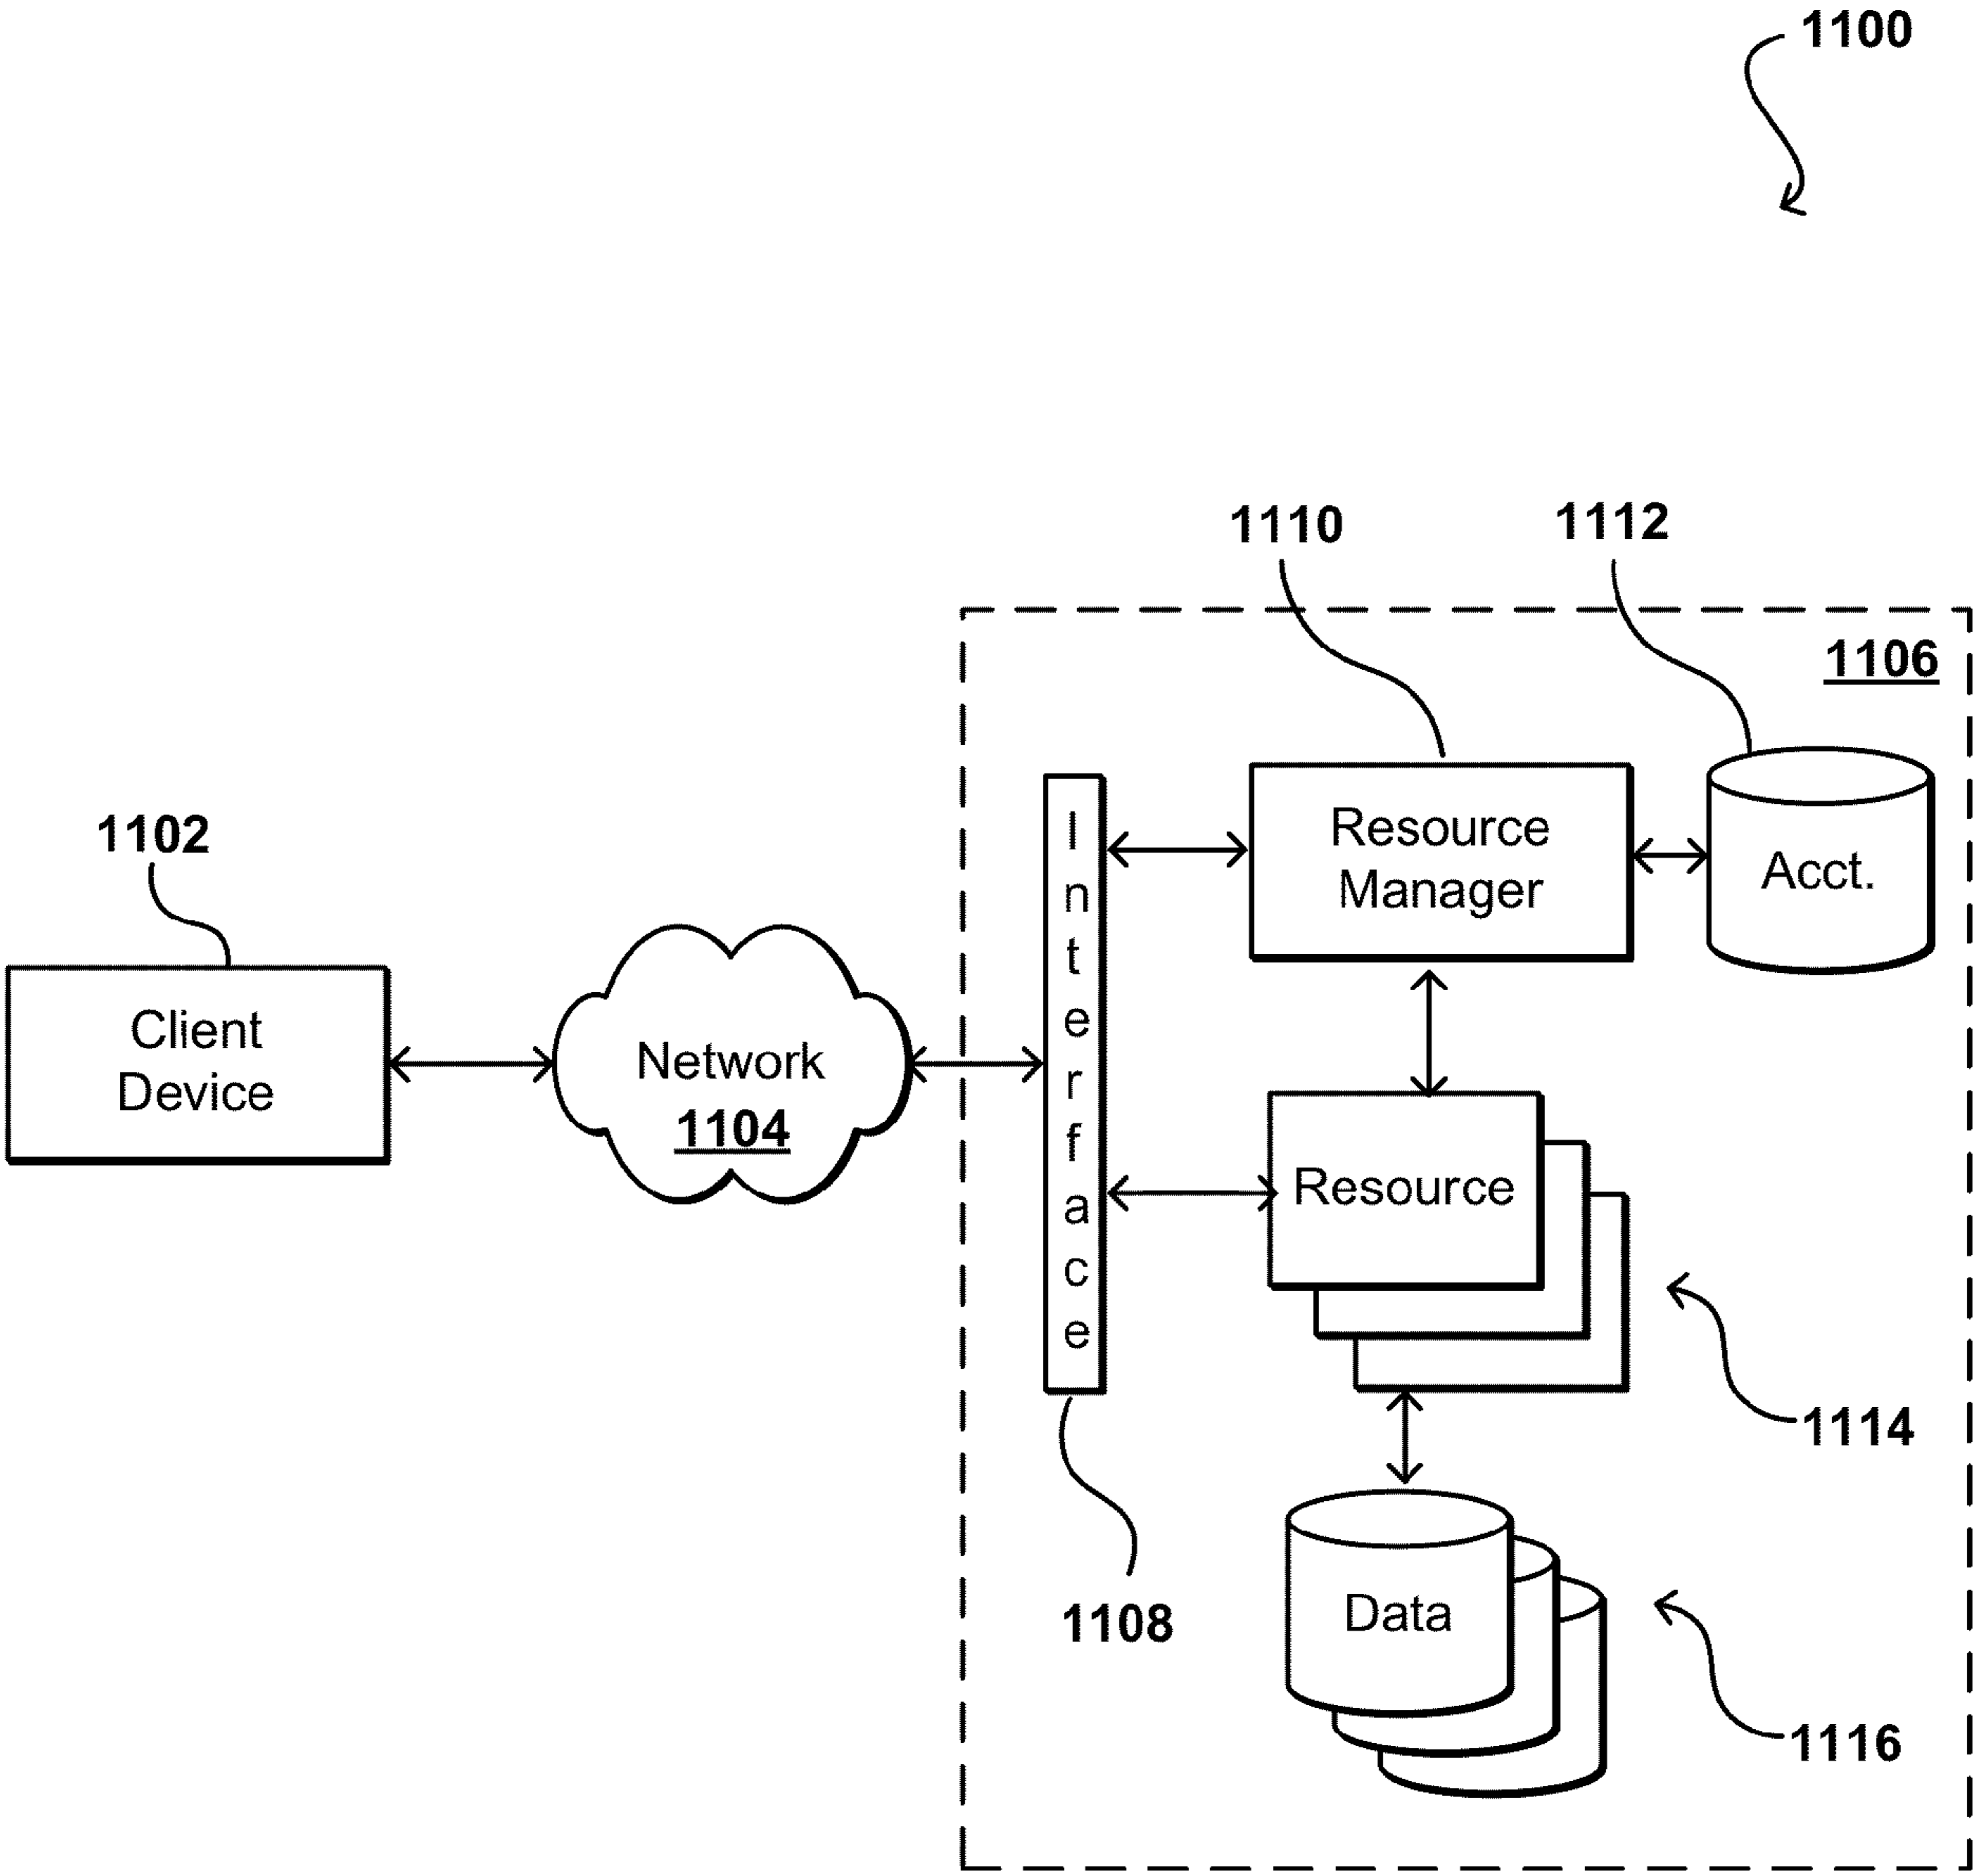 1100
1110
1112
1106
1102
Interface
Resource
Manager
Acct.
Client
Device
Network
1104
Resource
1114
1108
Data
1116